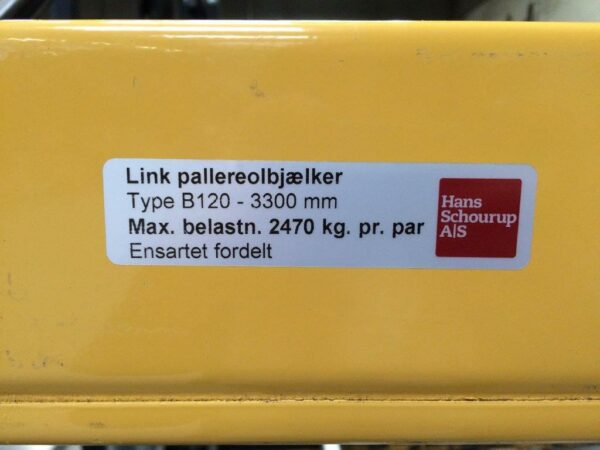 Link pallereolbjælker
Type B120 - 3300 mm
Max. belastn. 2470 kg. pr. par
Ensartet fordelt
Hans
Schourup
A|S